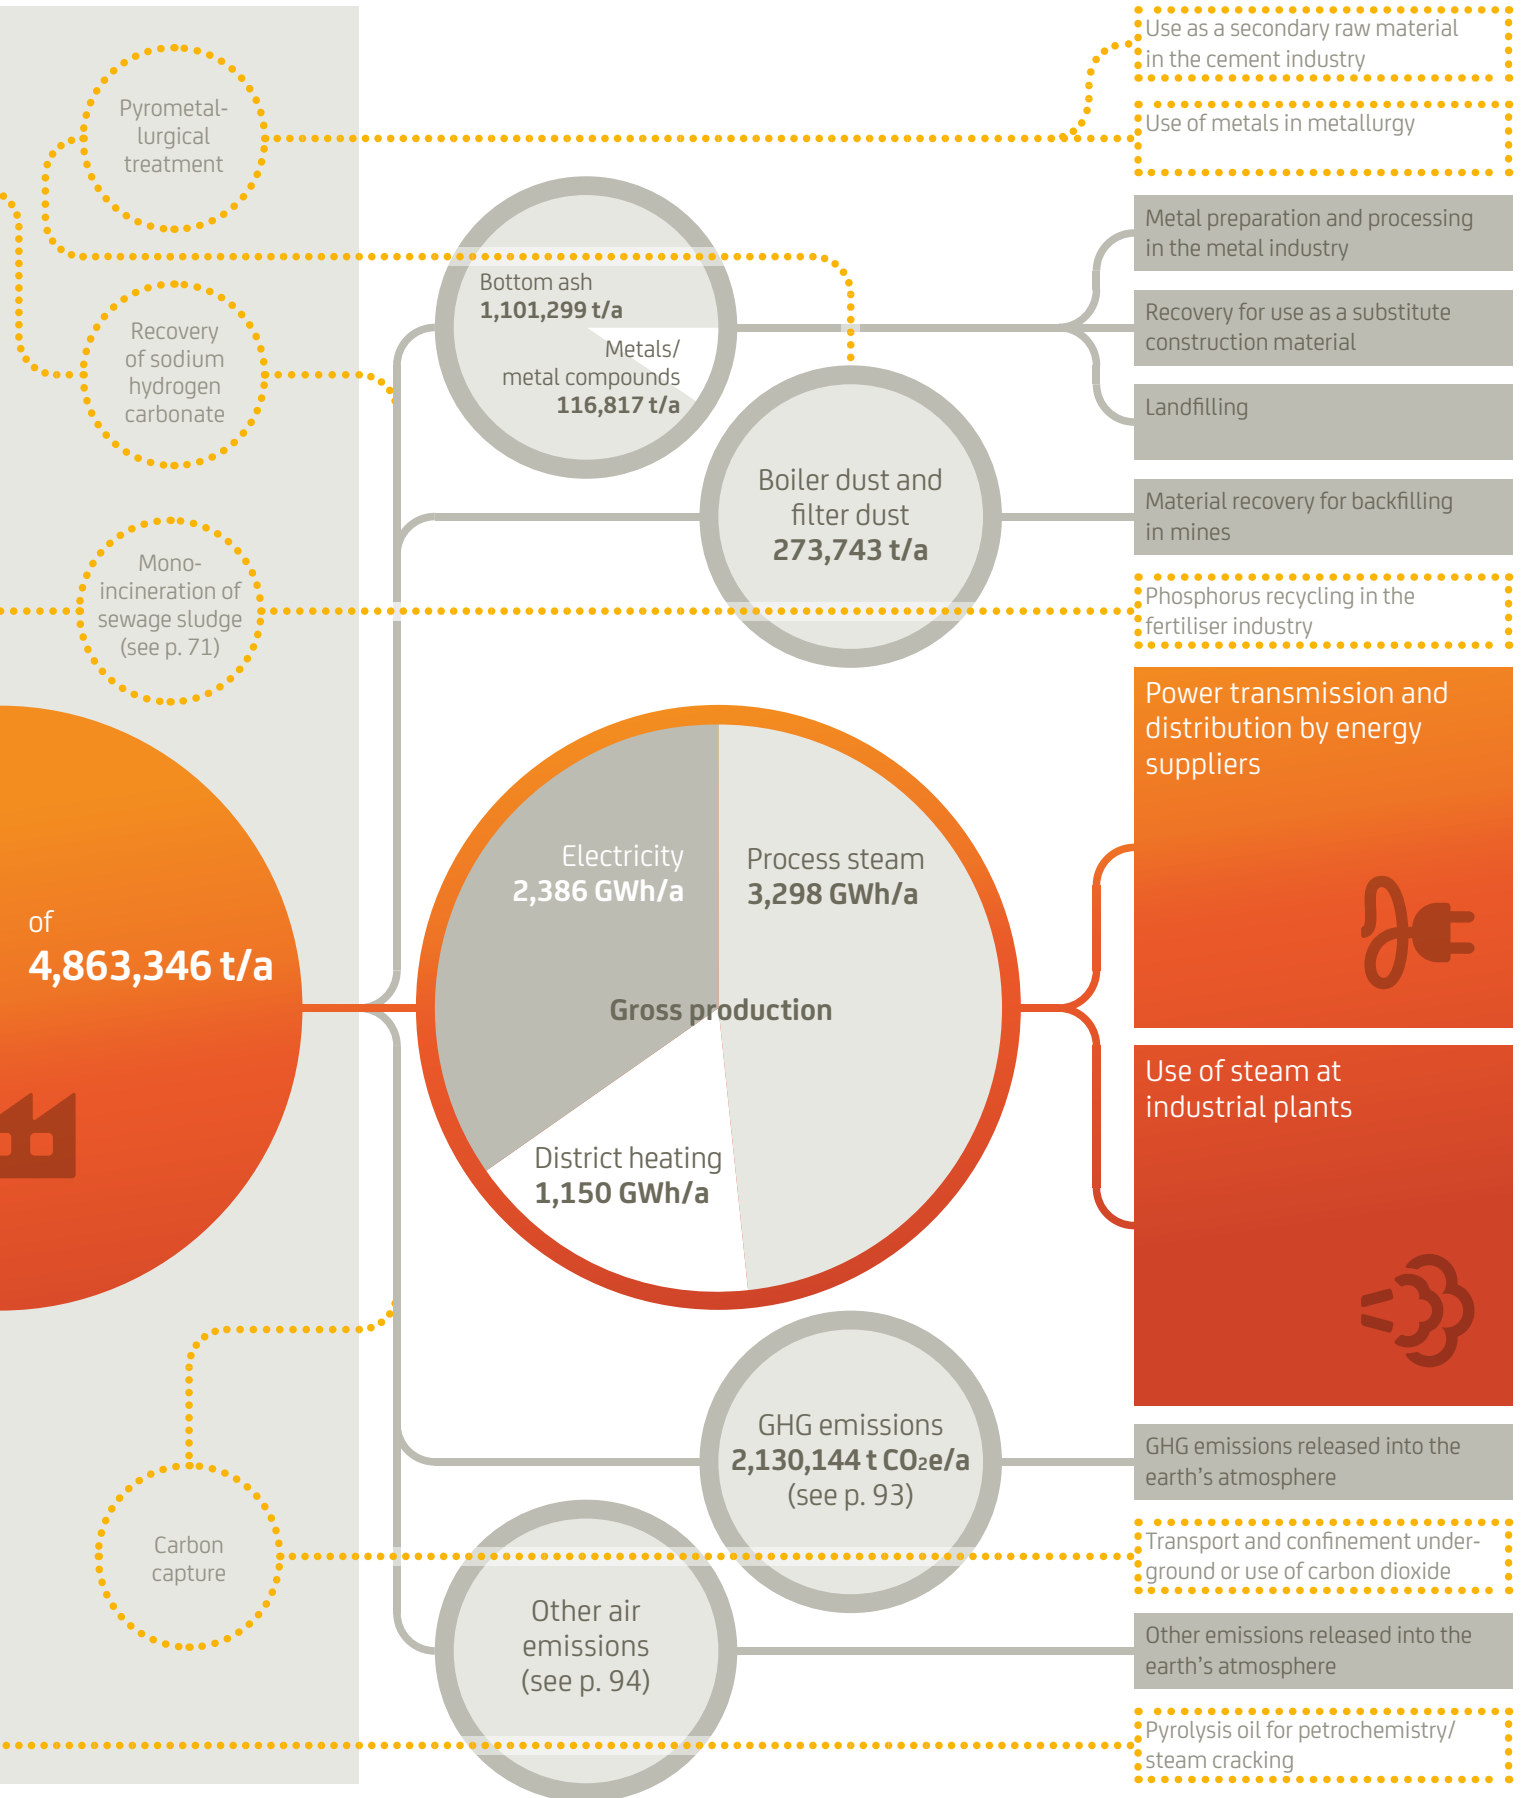 Pyrometal-
lurgical
treatment
Recovery
of sodium
hydrogen
carbonate
Mono-
incineration of
sewage sludge
(see p. 71)
of
4,863,346 t/a
Carbon
capture
Bottom ash
1,101,299 t/a
Metals/
metal compounds
116,817 t/a
Boiler dust and
filter dust
273,743 t/a
Electricity
2,386 GWh/a
Process steam
3,298 GWh/a
Gross production
District heating
1,150 GWh/a
GHG emissions
2,130,144 t CO₂e/a
(see p. 93)
Other air
emissions
(see p. 94)
Use as a secondary raw material
in the cement industry
Use of metals in metallurgy
Metal preparation and processing
in the metal industry
Recovery for use as a substitute
construction material
Landfilling
Material recovery for backfilling
in mines
Phosphorus recycling in the
fertiliser industry
Power transmission and
distribution by energy
suppliers
Use of steam at
industrial plants
GHG emissions released into the
earth's atmosphere
Transport and confinement under-
ground or use of carbon dioxide
Other emissions released into the
earth's atmosphere
Pyrolysis oil for petrochemistry/
steam cracking